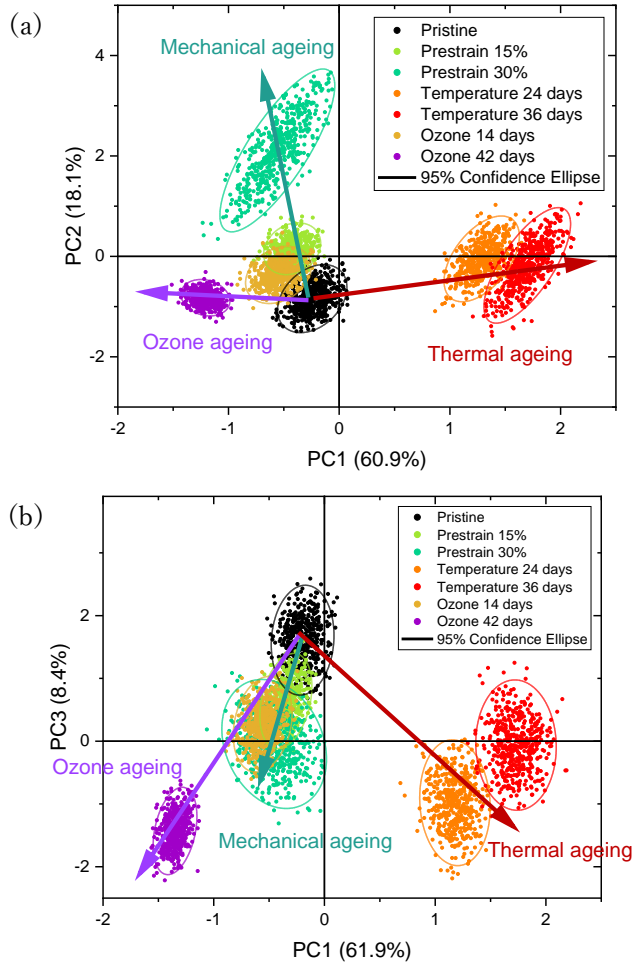 (a)
Mechanical ageing
Pristine
Prestrain 15%
Prestrain 30%
Temperature 24 days
Temperature 36 days
Ozone 14 days
Ozone 42 days
95% Confidence Ellipse
4
2
0
-2
PC2 (18.1%)
Ozone ageing
Thermal ageing
-2
-1
0
1
2
PC1 (60.9%)
(b)
Pristine
Prestrain 15%
Prestrain 30%
Temperature 24 days
Temperature 36 days
Ozone 14 days
Ozone 42 days
95% Confidence Ellipse
2
0
-2
PC3 (8.4%)
Ozone ageing
Mechanical ageing
Thermal ageing
-2
-1
0
1
2
PC1 (61.9%)